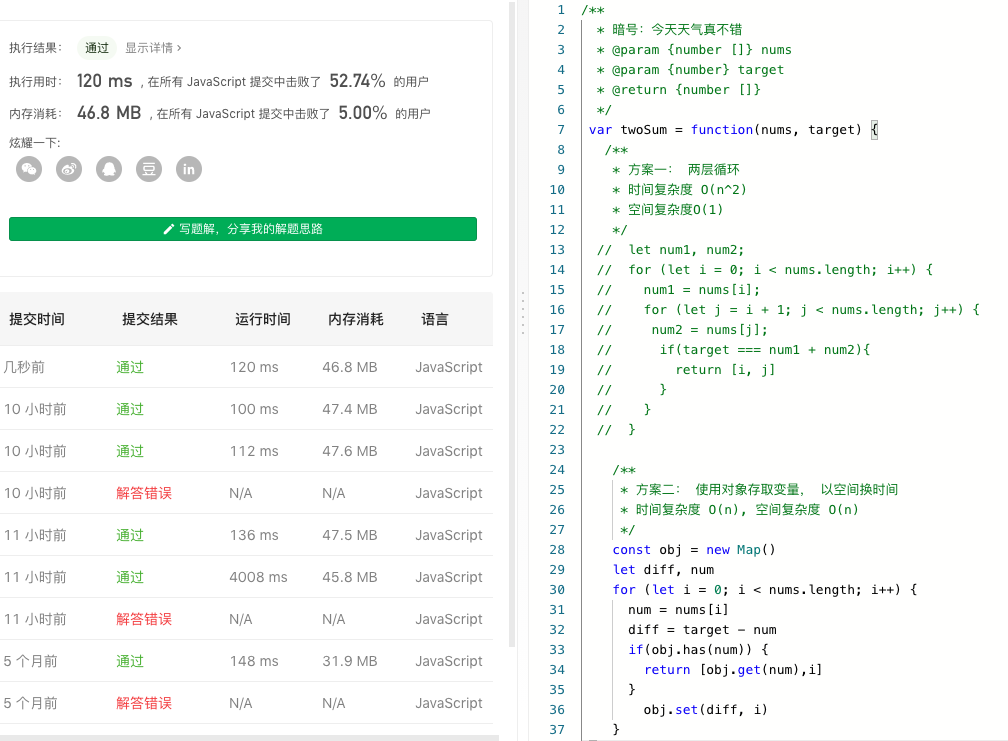 执行结果： 通过 显示详情 ›
执行用时： 120 ms , 在所有 JavaScript 提交中击败了 52.74% 的用户
内存消耗： 46.8 MB , 在所有 JavaScript 提交中击败了 5.00% 的用户
炫耀一下:
豆 in
写题解，分享我的解题思路
提交时间 提交结果 运行时间 内存消耗 语言
几秒前 通过 120 ms 46.8 MB JavaScript
10 小时前 通过 100 ms 47.4 MB JavaScript
10 小时前 通过 112 ms 47.6 MB JavaScript
10 小时前 解答错误 N/A N/A JavaScript
11 小时前 通过 136 ms 47.5 MB JavaScript
11 小时前 通过 4008 ms 45.8 MB JavaScript
11 小时前 解答错误 N/A N/A JavaScript
5 个月前 通过 148 ms 31.9 MB JavaScript
5 个月前 解答错误 N/A N/A JavaScript
1 /**
2  * 暗号：今天天气真不错
3  * @param {number []} nums
4  * @param {number} target
5  * @return {number []}
6  */
7 var twoSum = function(nums, target) {
8   /**
9    * 方案一： 两层循环
10    * 时间复杂度 O(n^2)
11    * 空间复杂度O(1)
12    */
13 //  let num1, num2;
14 //  for (let i = 0; i < nums.length; i++) {
15 //    num1 = nums[i];
16 //    for (let j = i + 1; j < nums.length; j++) {
17 //     num2 = nums[j];
18 //      if(target === num1 + num2){
19 //        return [i, j]
20 //      }
21 //    }
22 //  }
23
24   /**
25    * 方案二： 使用对象存取变量， 以空间换时间
26    * 时间复杂度 O(n), 空间复杂度 O(n)
27    */
28   const obj = new Map()
29   let diff, num
30   for (let i = 0; i < nums.length; i++) {
31     num = nums[i]
32     diff = target - num
33     if(obj.has(num)) {
34       return [obj.get(num),i]
35     }
36       obj.set(diff, i)
37   }